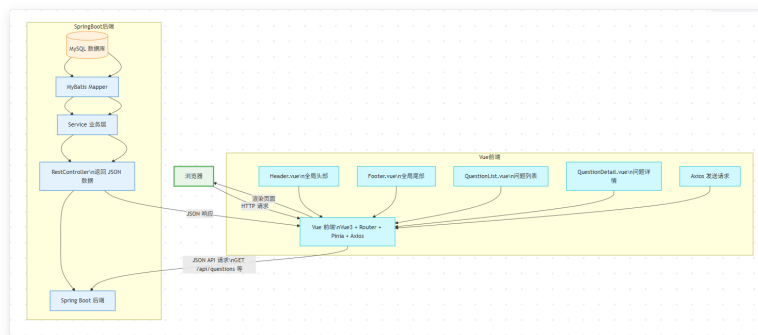 SpringBoot后端
MySQL 数据库
MyBatis Mapper
Service 业务层
RestController\n返回 JSON
数据
Spring Boot 后端
浏览器
Vue前端
Header.vue\n全局头部
Footer.vue\n全局尾部
QuestionList.vue\n问题列表
QuestionDetail.vue\n问题详
情
Axios 发送请求
渲染页面
HTTP 请求
JSON 响应
Vue 前端\nVue3 + Router +
Pinia + Axios
JSON API 请求\nGET
/api/questions 等